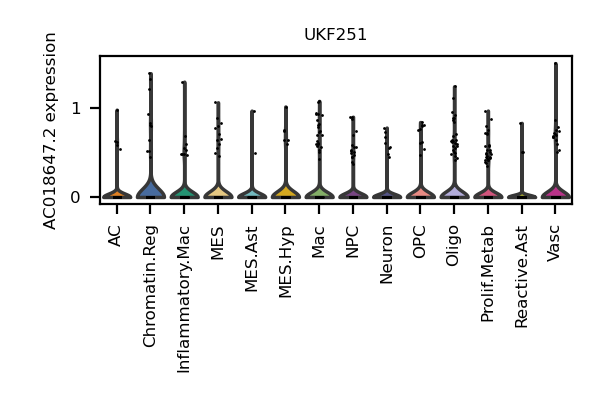 UKF251
AC018647.2 expression
1
0
AC
Chromatin.Reg
Inflammatory.Mac
MES
MES.Ast
MES.Hyp
Mac
NPC
Neuron
OPC
Oligo
Prolif.Metab
Reactive.Ast
Vasc